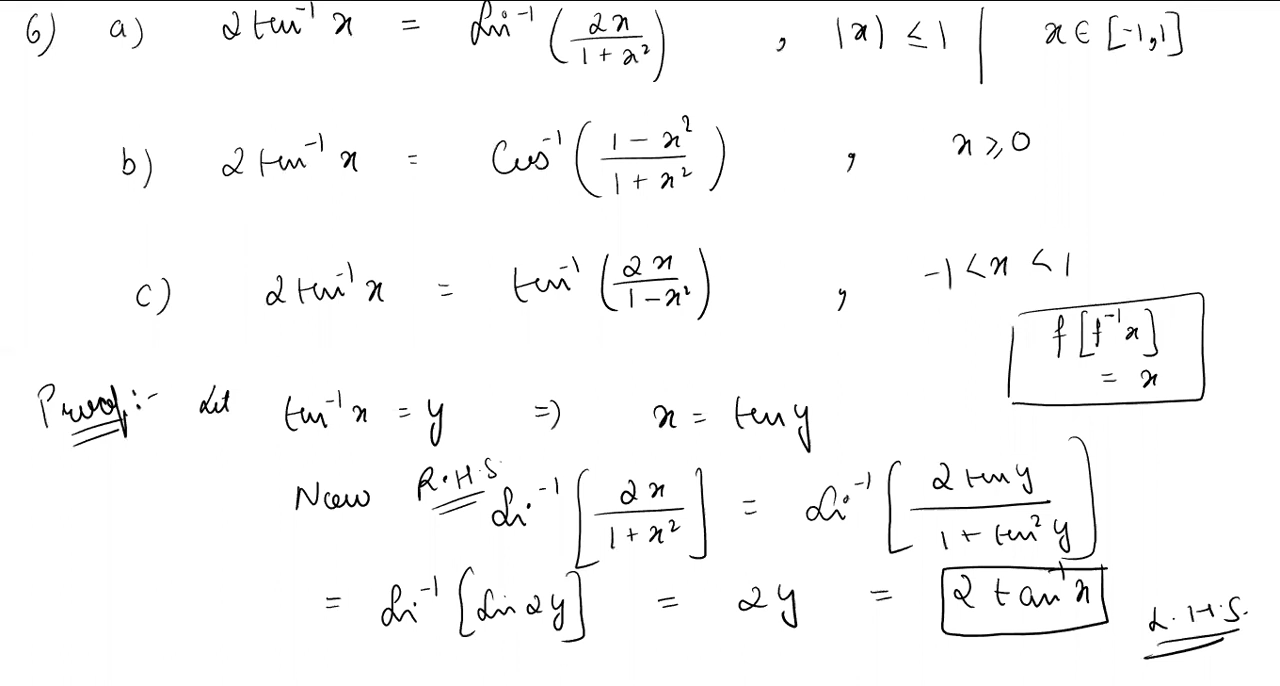 6) a) 2 tan⁻¹ x = sin⁻¹ (2x / 1 + x²) , |x| ≤ 1 | x ∈ [-1,1]
b) 2 tan⁻¹ x = Cos⁻¹ (1 - x² / 1 + x²) , x ≥ 0
c) 2 tan⁻¹ x = tan⁻¹ (2x / 1 - x²) , -1 < x < 1
f [f⁻¹ x]
= x
Proof:- Let tan⁻¹ x = y => x = tan y
Now R.H.S. sin⁻¹ [2x / 1 + x²] = sin⁻¹ [2 tan y / 1 + tan² y]
= sin⁻¹ [sin 2y] = 2y = 2 tan⁻¹ x L.H.S.